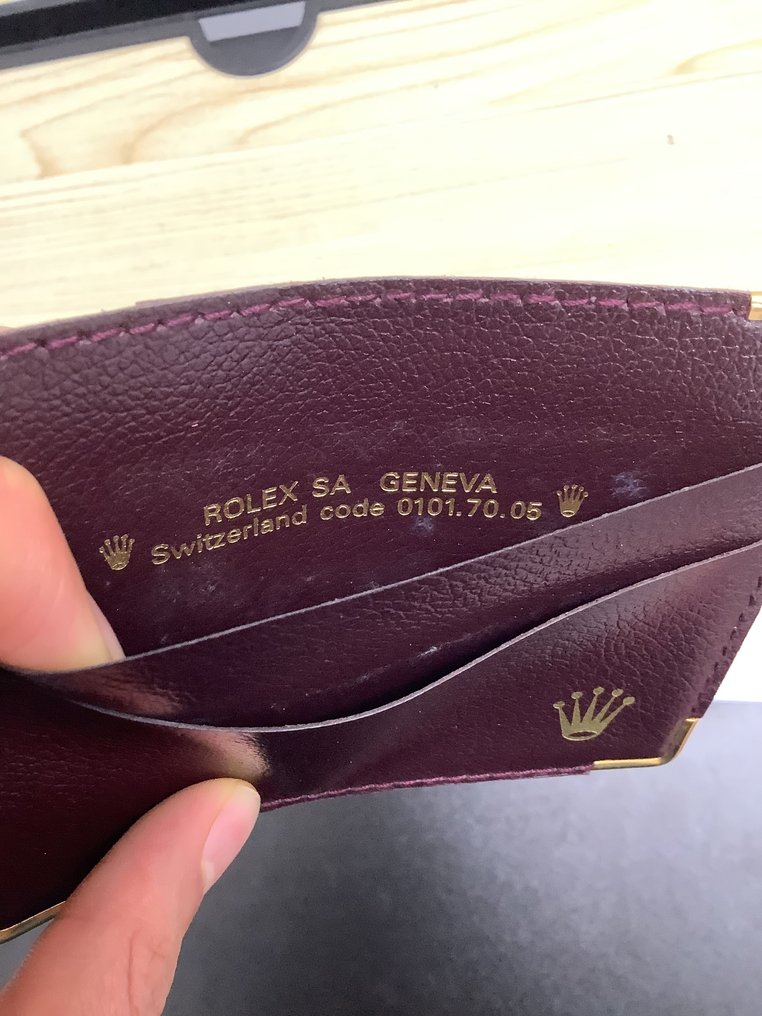 ROLEX SA GENEVA
Switzerland code 0101.70.05